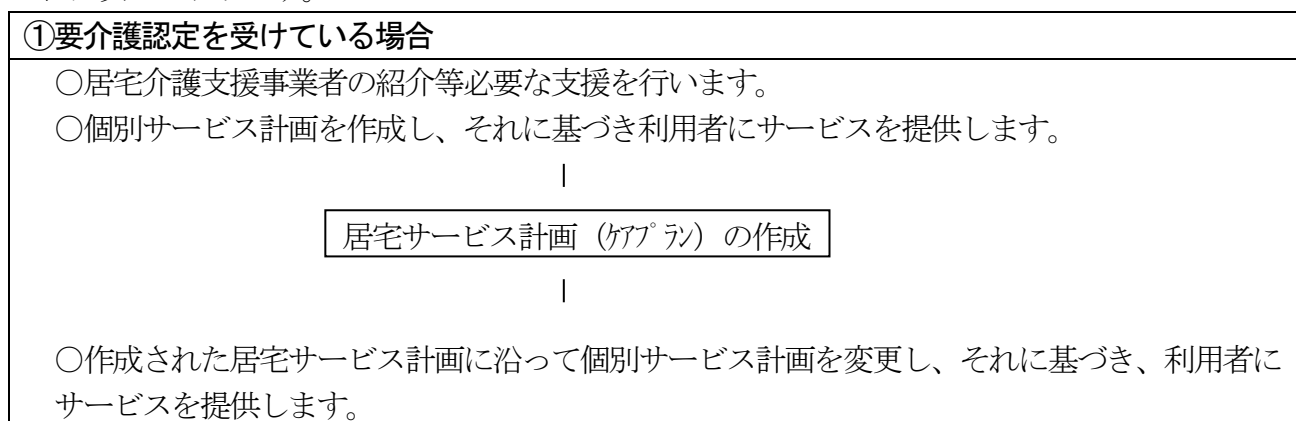 ①要介護認定を受けている場合
○居宅介護支援事業者の紹介等必要な支援を行います。
○個別サービス計画を作成し、それに基づき利用者にサービスを提供します。
居宅サービス計画（ｹｱﾌﾟﾗﾝ）の作成
○作成された居宅サービス計画に沿って個別サービス計画を変更し、それに基づき、利用者に
サービスを提供します。